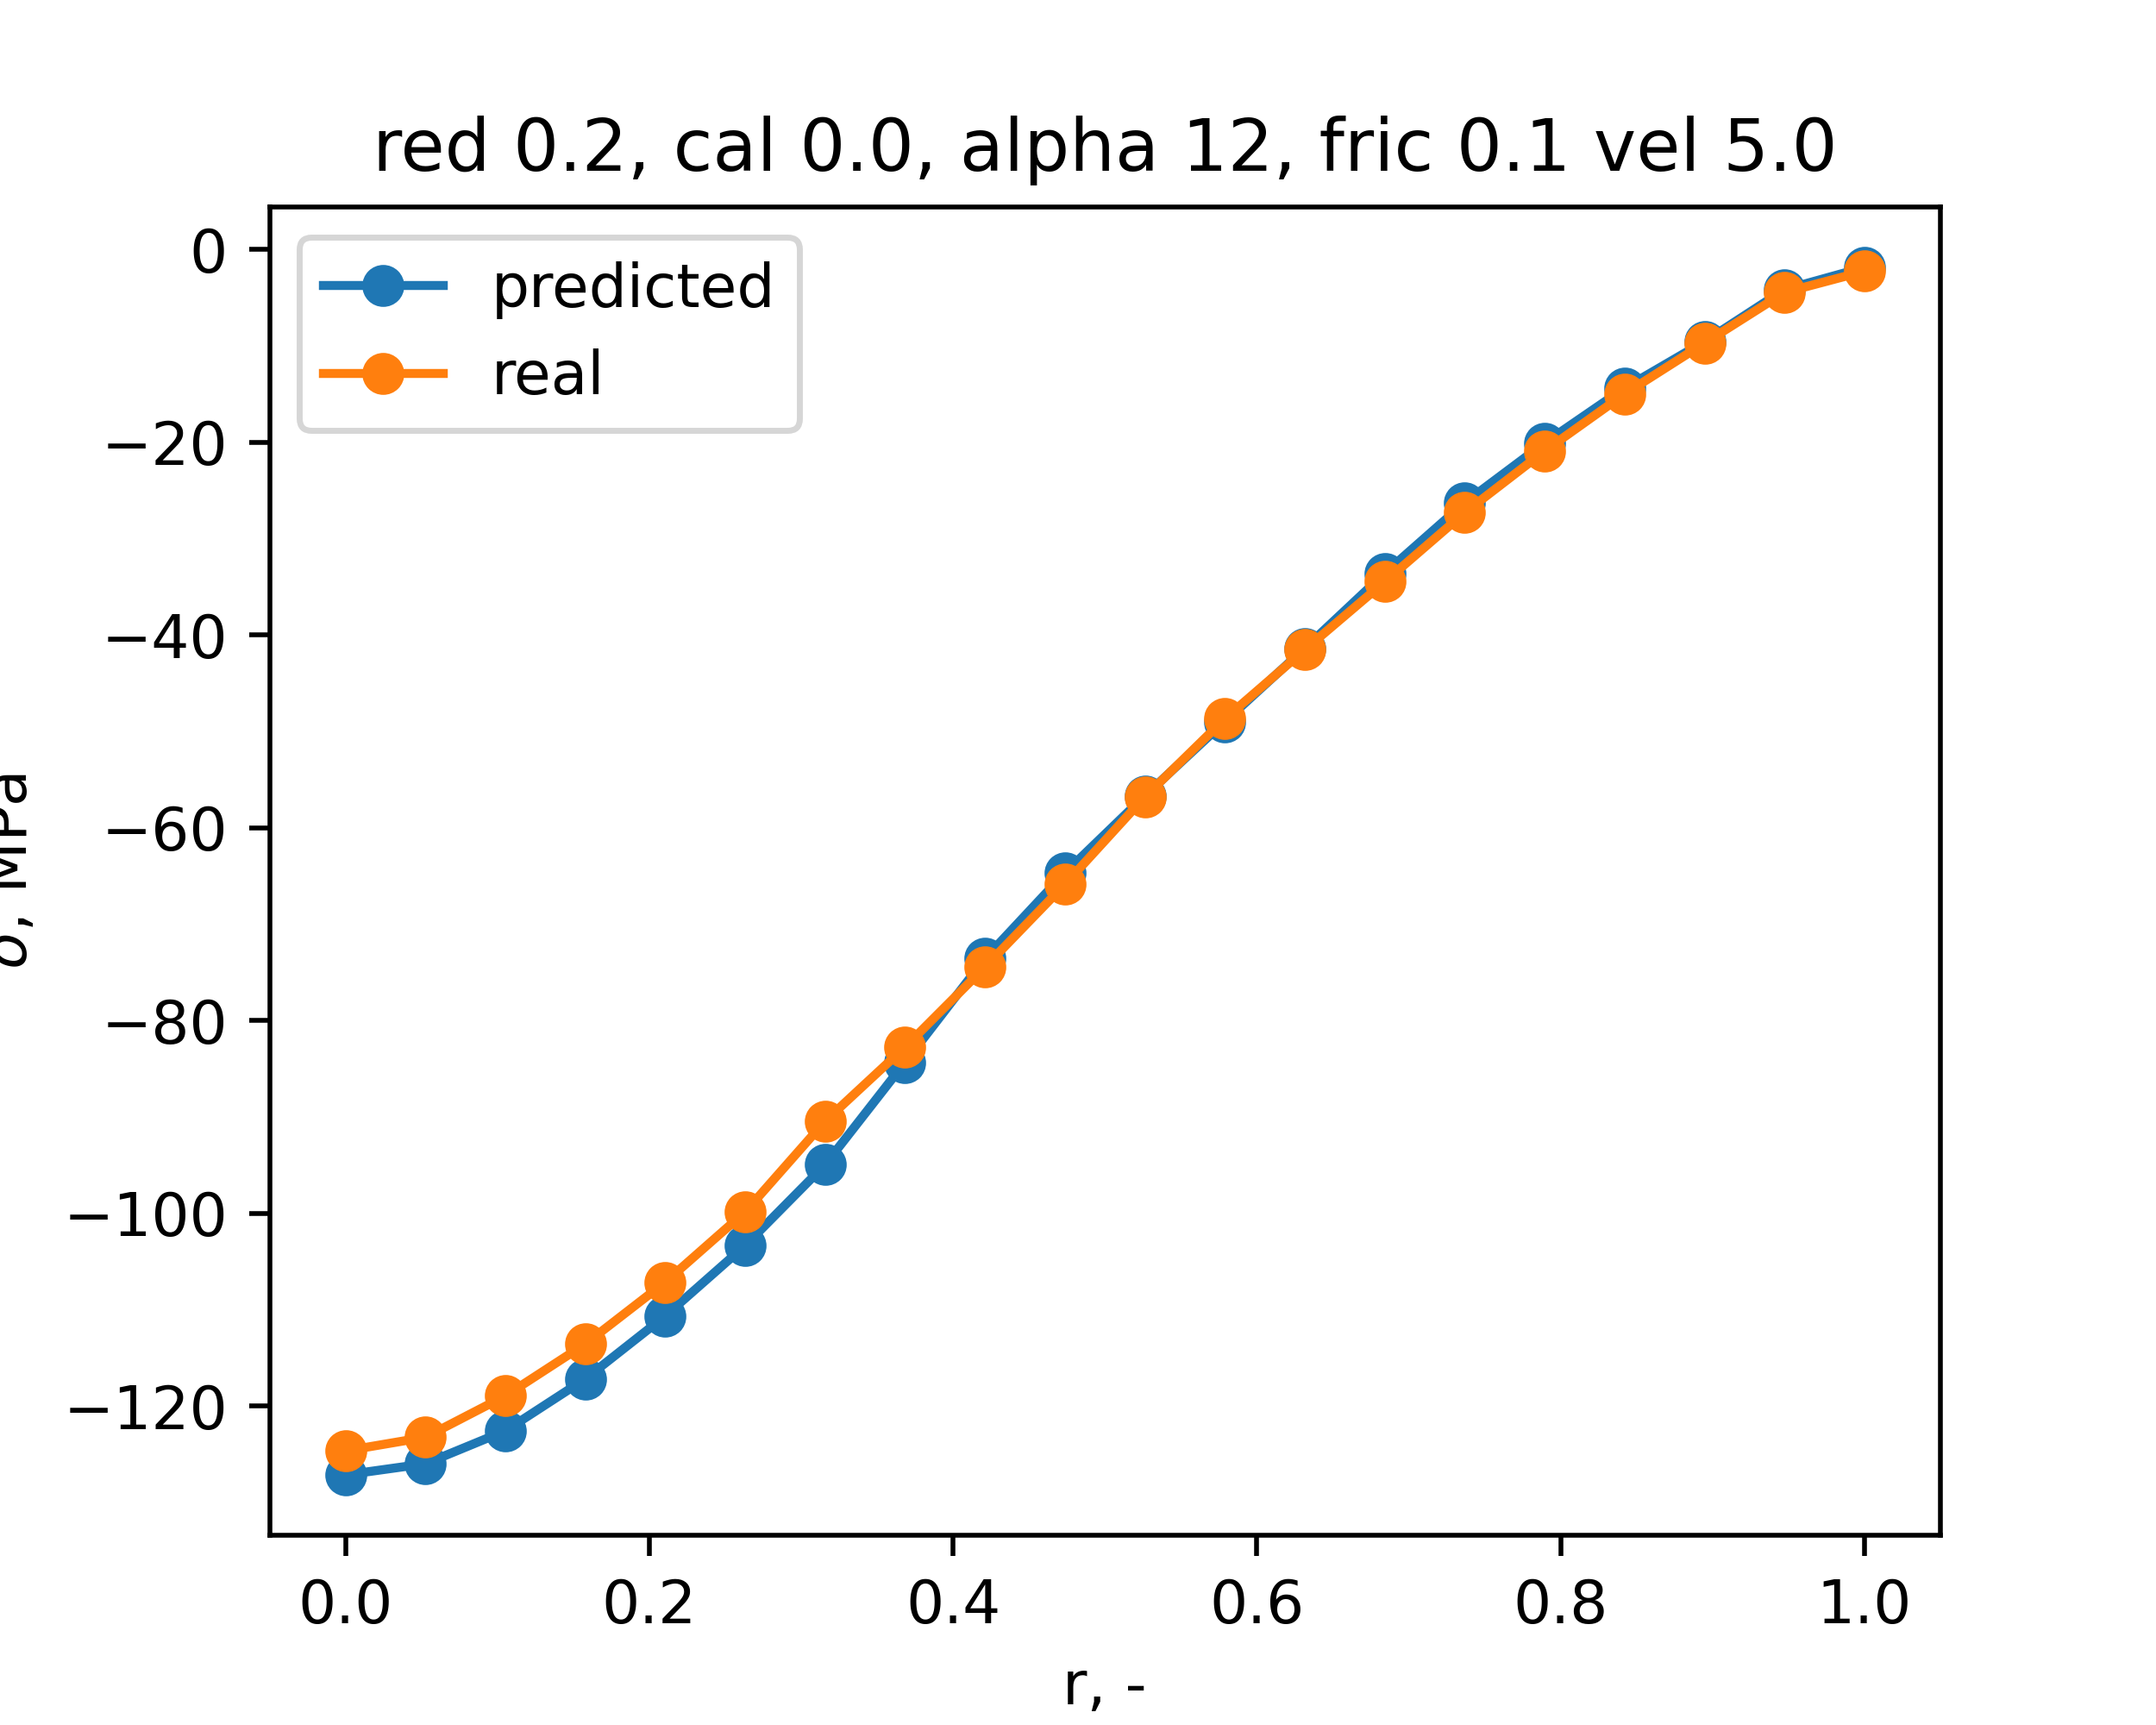 red 0.2, cal 0.0, alpha 12, fric 0.1 vel 5.0
predicted
real
0
−20
−40
−60
−80
−100
−120
σ, MPa
0.0 0.2 0.4 0.6 0.8 1.0
r, -